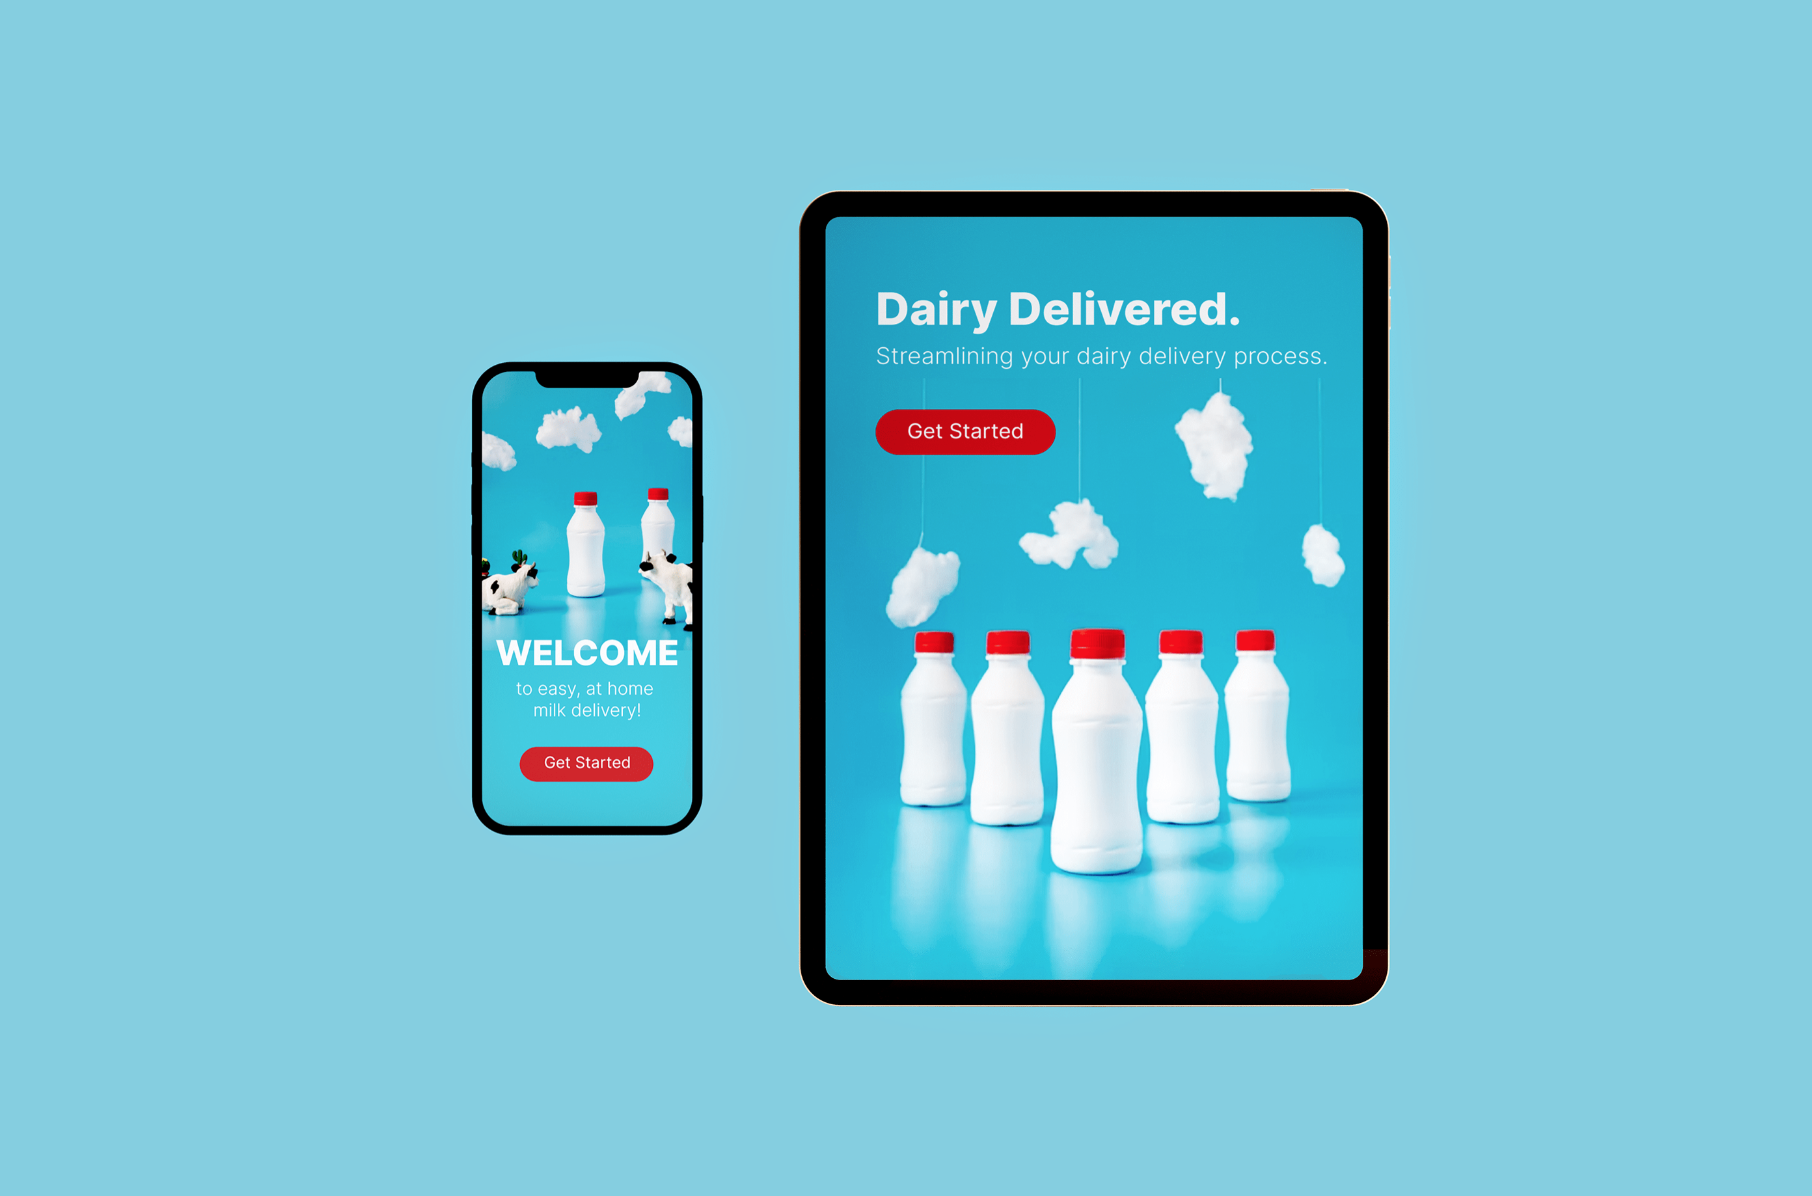 WELCOME
to easy, at home
milk delivery!
Get Started
Dairy Delivered.
Streamlining your dairy delivery process.
Get Started